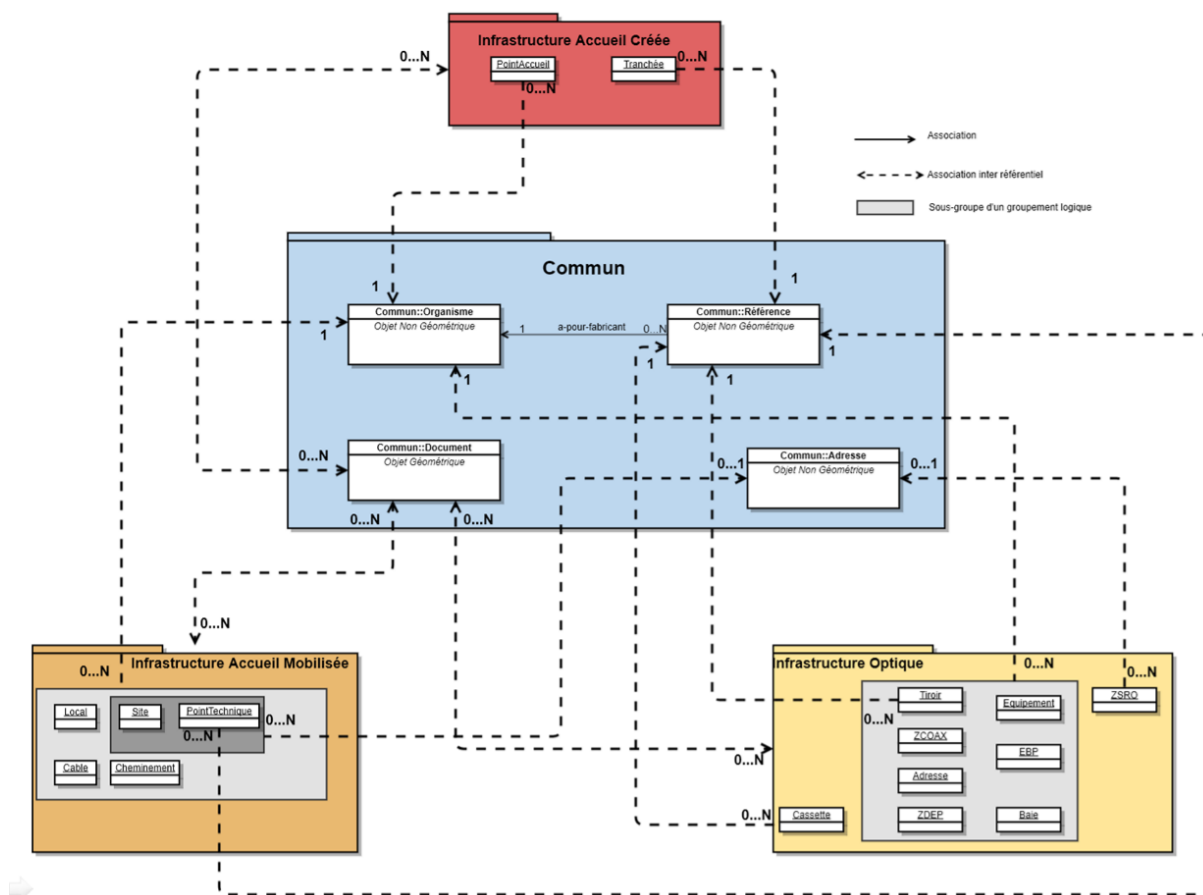 Infrastructure Accueil Créée
0...N
PointAccueil
Tranchée
0...N
0...N
Association
Association inter référentiel
Sous-groupe d'un groupement logique
Commun
1
1
Commun::Organisme
Objet Non Géométrique
1
1
a-pour-fabricant
0...N
Commun::Référence
Objet Non Géométrique
1
1
1
1
Commun::Document
Objet Géométrique
0...N
0...N
0...N
Commun::Adresse
Objet Non Géométrique
0...1
0...1
0...N
Infrastructure Accueil Mobilisée
0...N
Local
Site
PointTechnique
0...N
0...N
Cable
Cheminement
Infrastructure Optique
0...N
0...N
Tiroir
Equipement
ZSRO
0...N
ZCOAX
EBP
0...N
Adresse
0...N
Cassette
ZDEP
Baie